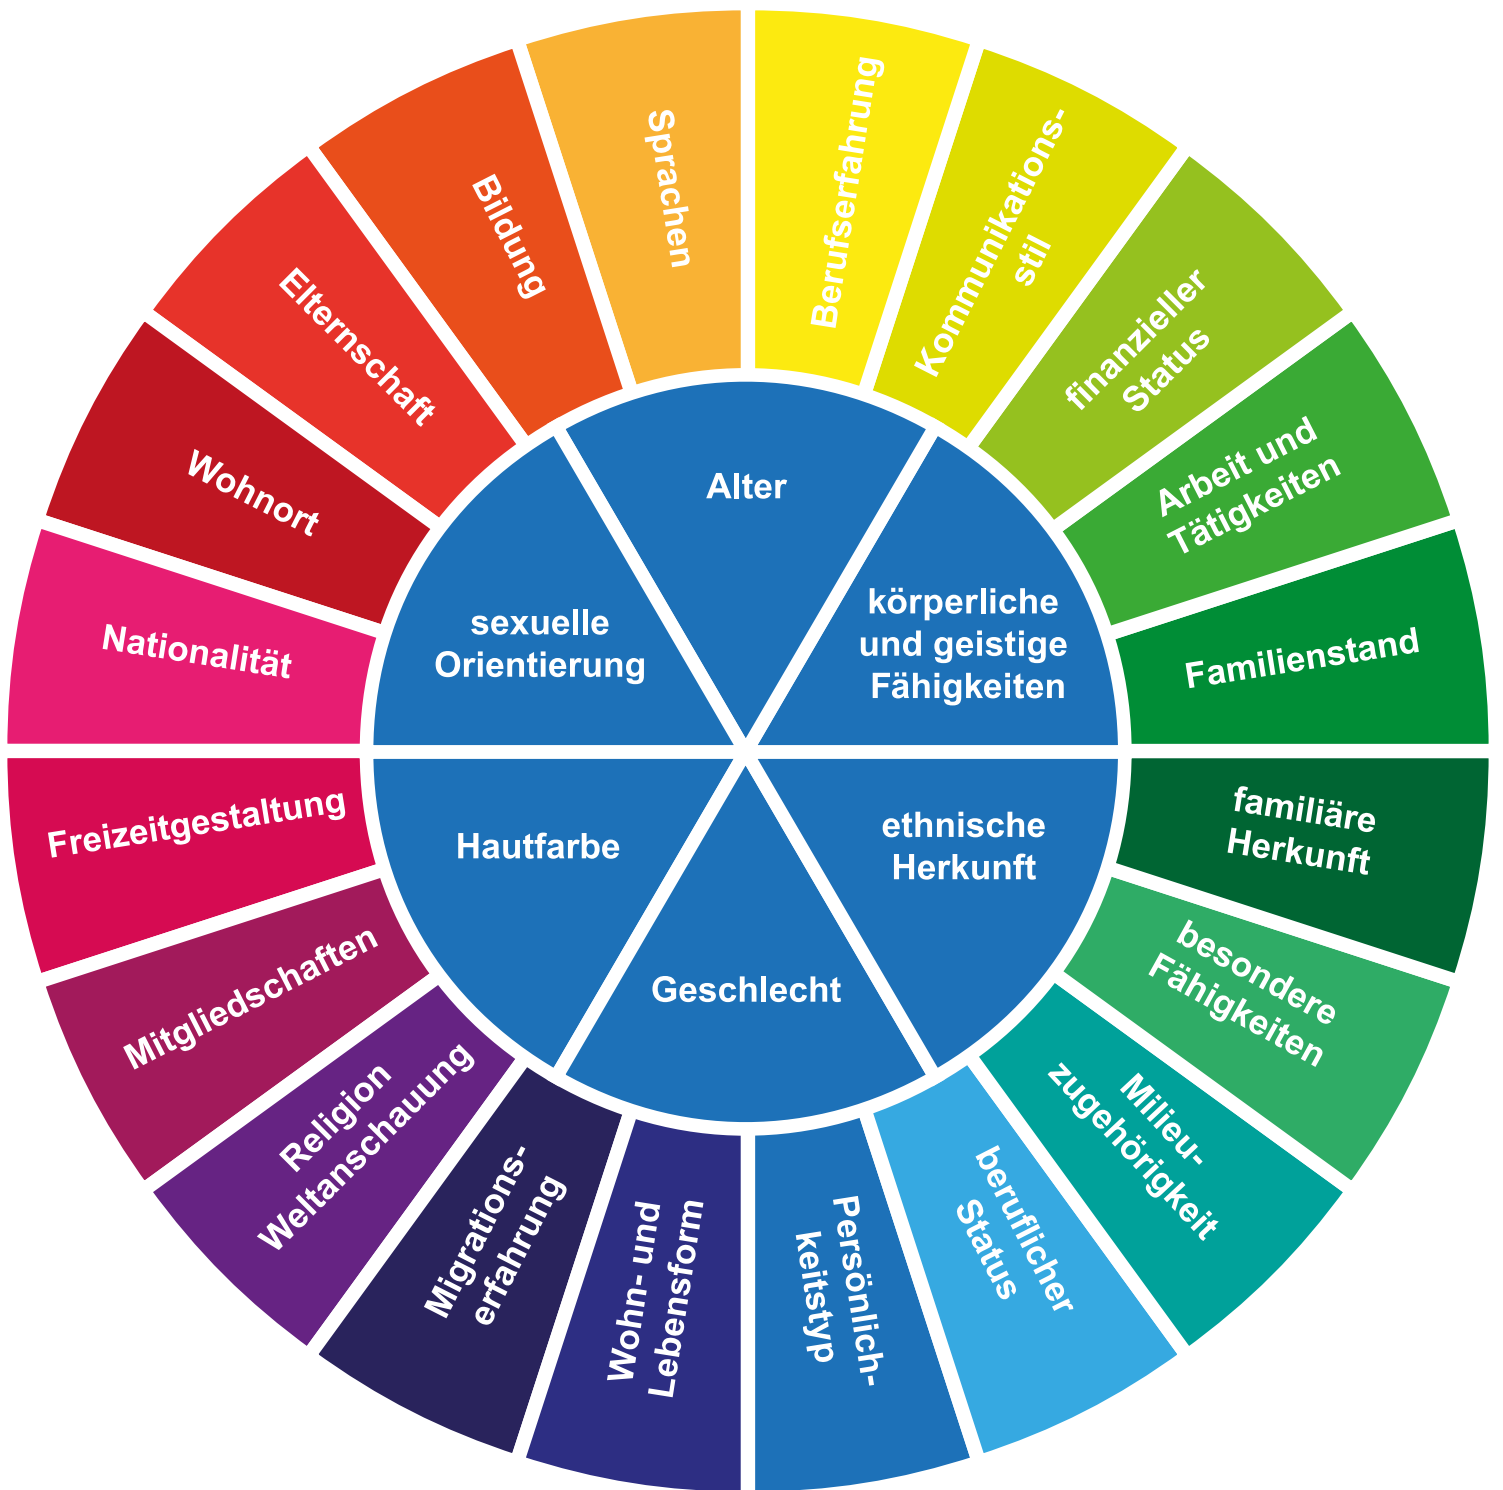 Berufserfahrung
Kommunikations-
stil
finanzieller
Status
Arbeit und
Tätigkeiten
Familienstand
familiäre
Herkunft
besondere
Fähigkeiten
Milieu-
zugehörigkeit
beruflicher
Status
Persönlich-
keitstyp
Wohn- und
Lebensform
Migrations-
erfahrung
Religion
Weltanschauung
Mitgliedschaften
Freizeitgestaltung
Nationalität
Wohnort
Elternschaft
Bildung
Sprachen
Alter
körperliche
und geistige
Fähigkeiten
ethnische
Herkunft
Geschlecht
Hautfarbe
sexuelle
Orientierung